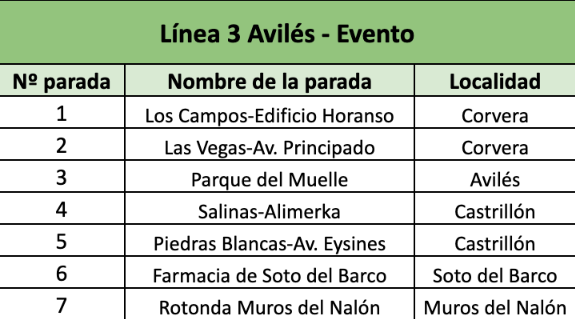 Línea 3 Avilés - Evento
Nº parada Nombre de la parada Localidad
1 Los Campos-Edificio Horanso Corvera
2 Las Vegas-Av. Principado Corvera
3 Parque del Muelle Avilés
4 Salinas-Alimerka Castrillón
5 Piedras Blancas-Av. Eysines Castrillón
6 Farmacia de Soto del Barco Soto del Barco
7 Rotonda Muros del Nalón Muros del Nalón